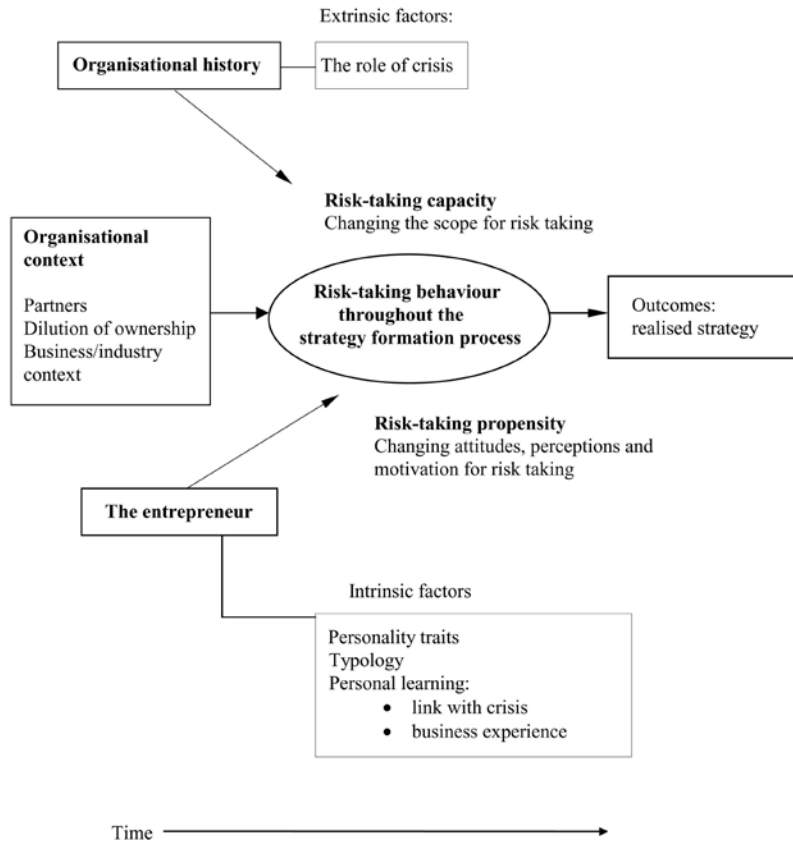 Extrinsic factors:
Organisational history
The role of crisis
Risk-taking capacity
Changing the scope for risk taking
Organisational
context
Partners
Dilution of ownership
Business/industry
context
Risk-taking behaviour
throughout the
strategy formation process
Outcomes:
realised strategy
Risk-taking propensity
Changing attitudes, perceptions and
motivation for risk taking
The entrepreneur
Intrinsic factors
Personality traits
Typology
Personal learning:
• link with crisis
• business experience
Time